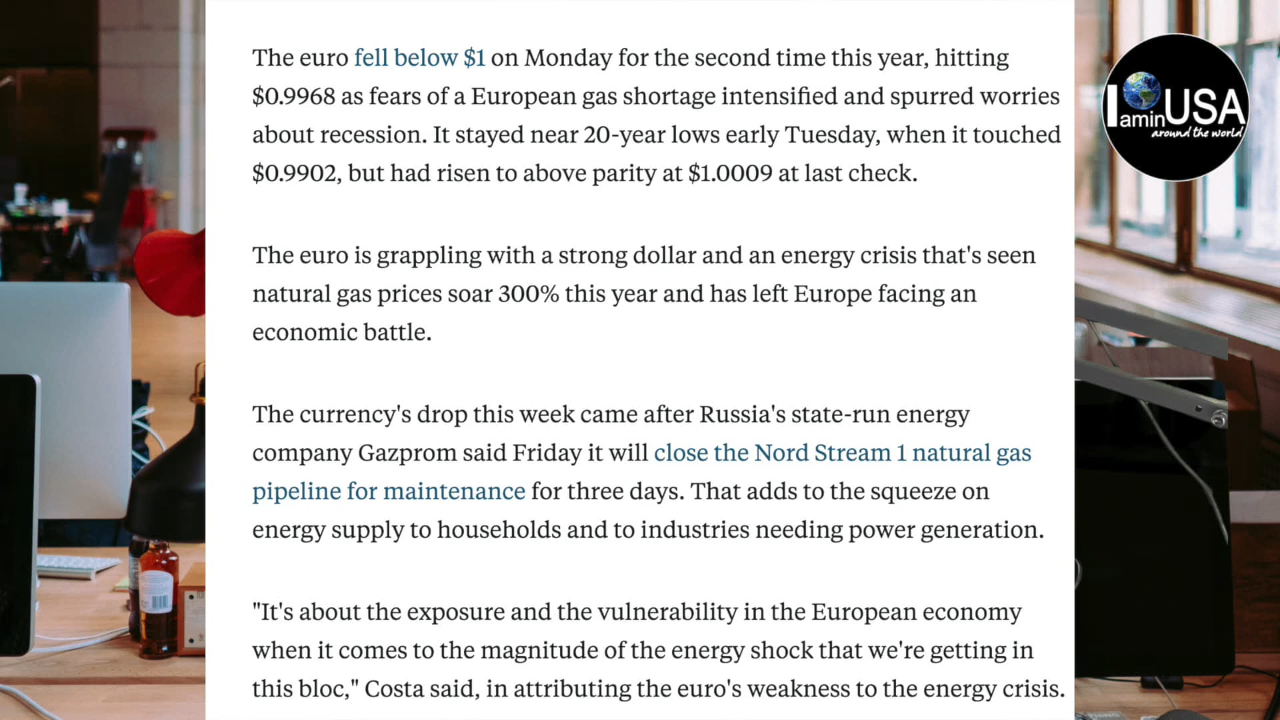 The euro fell below $1 on Monday for the second time this year, hitting
$0.9968 as fears of a European gas shortage intensified and spurred worries
about recession. It stayed near 20-year lows early Tuesday, when it touched
$0.9902, but had risen to above parity at $1.0009 at last check.
The euro is grappling with a strong dollar and an energy crisis that's seen
natural gas prices soar 300% this year and has left Europe facing an
economic battle.
The currency's drop this week came after Russia's state-run energy
company Gazprom said Friday it will close the Nord Stream 1 natural gas
pipeline for maintenance for three days. That adds to the squeeze on
energy supply to households and to industries needing power generation.
"It's about the exposure and the vulnerability in the European economy
when it comes to the magnitude of the energy shock that we're getting in
this bloc," Costa said, in attributing the euro's weakness to the energy crisis.
IaminUSA
around the world